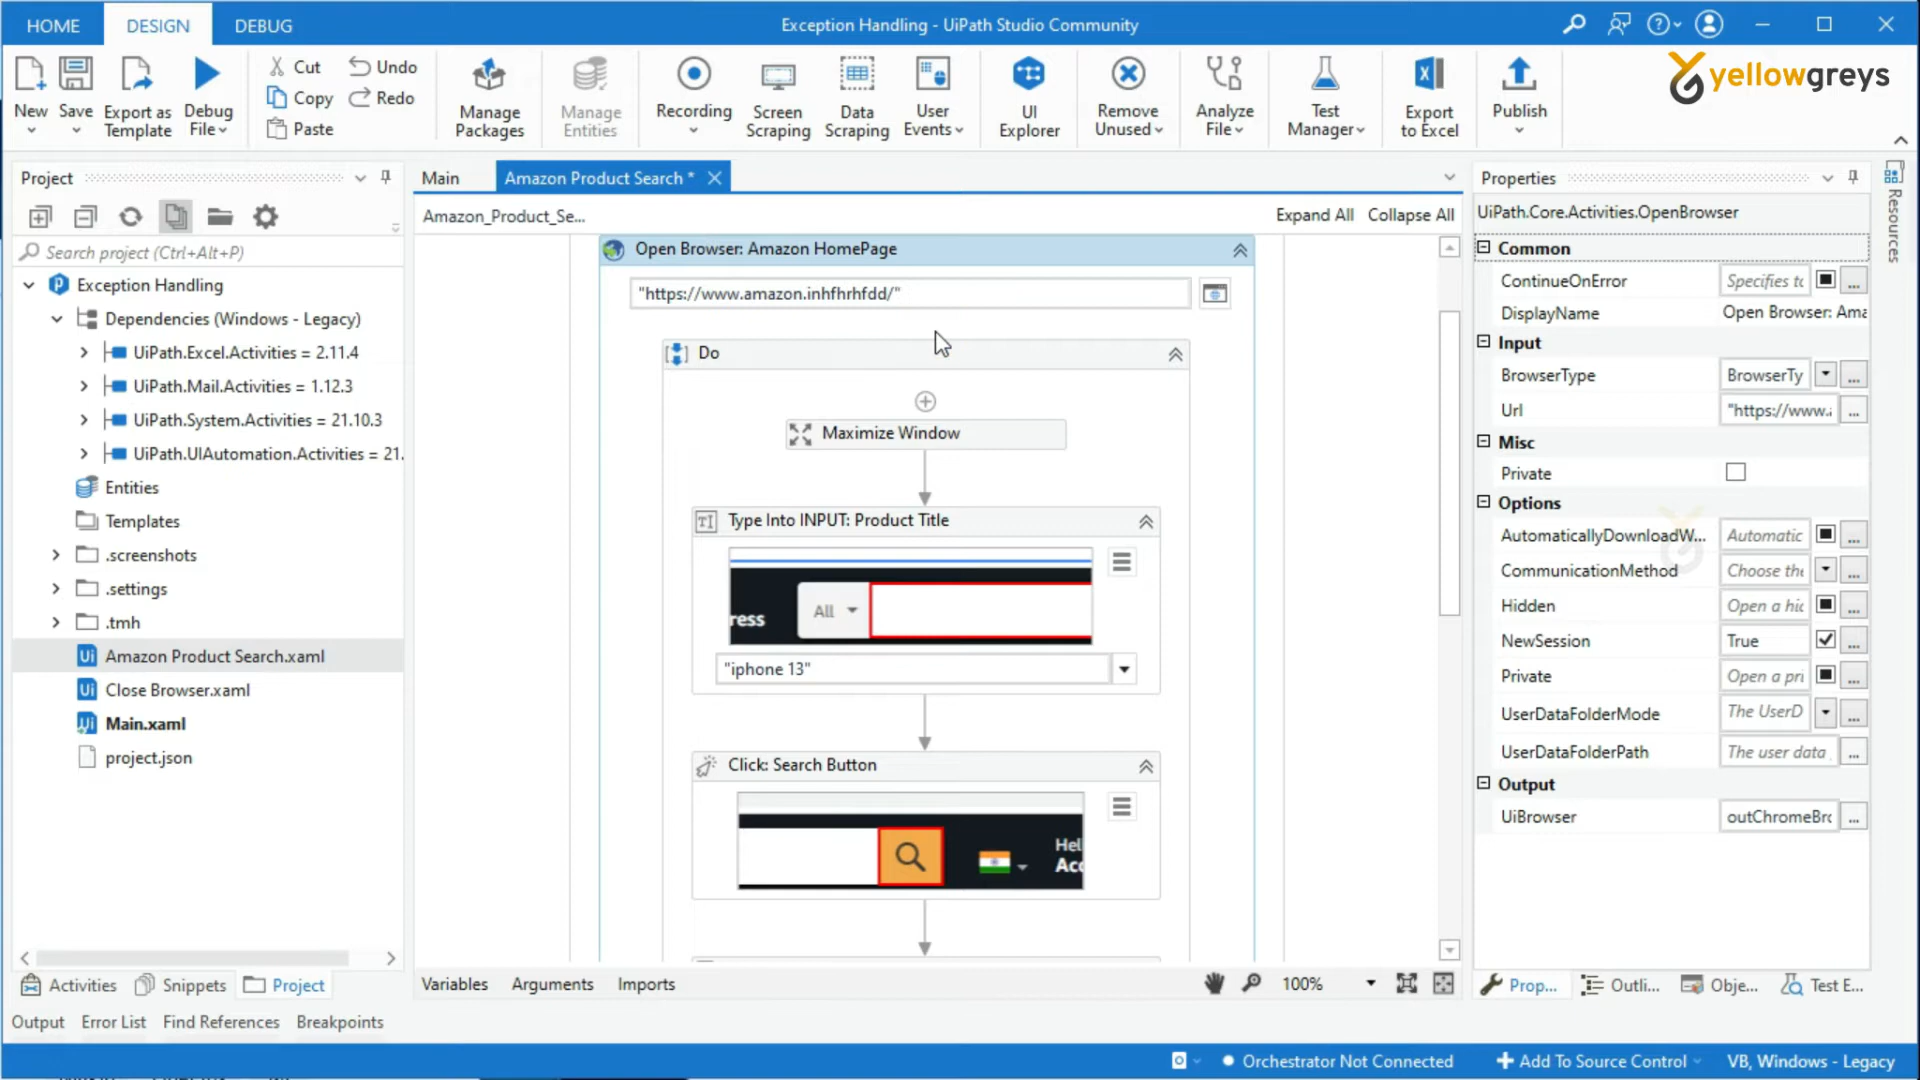 HOME DESIGN DEBUG Exception Handling - UiPath Studio Community
New Save Export as Template Debug File
Cut Copy Paste Undo Redo
Manage Packages
Manage Entities
Recording
Screen Scraping
Data Scraping
User Events
UI Explorer
Remove Unused
Analyze File
Test Manager
Export to Excel
Publish
yellowgreys
Project
Search project (Ctrl+Alt+P)
Exception Handling
Dependencies (Windows - Legacy)
UiPath.Excel.Activities = 2.11.4
UiPath.Mail.Activities = 1.12.3
UiPath.System.Activities = 21.10.3
UiPath.UIAutomation.Activities = 21.
Entities
Templates
.screenshots
.settings
.tmh
Amazon Product Search.xaml
Close Browser.xaml
Main.xaml
project.json
Activities Snippets Project
Main Amazon Product Search *
Amazon_Product_Se... Expand All Collapse All
Open Browser: Amazon HomePage
"https://www.amazon.inhfhrhfdd/"
Do
Maximize Window
Type Into INPUT: Product Title
ress All
"iphone 13"
Click: Search Button
Hel
Acc
Variables Arguments Imports 100%
Properties
UiPath.Core.Activities.OpenBrowser
Common
ContinueOnError Specifies to
DisplayName Open Browser: Ama
Input
BrowserType BrowserTy
Url "https://www.a
Misc
Private
Options
AutomaticallyDownloadW... Automatic
CommunicationMethod Choose the
Hidden Open a hid
NewSession True
Private Open a pri
UserDataFolderMode The UserD
UserDataFolderPath The user data
Output
UiBrowser outChromeBro
Prop... Outli... Obje... Test E...
Resources
Output Error List Find References Breakpoints
Orchestrator Not Connected Add To Source Control VB, Windows - Legacy